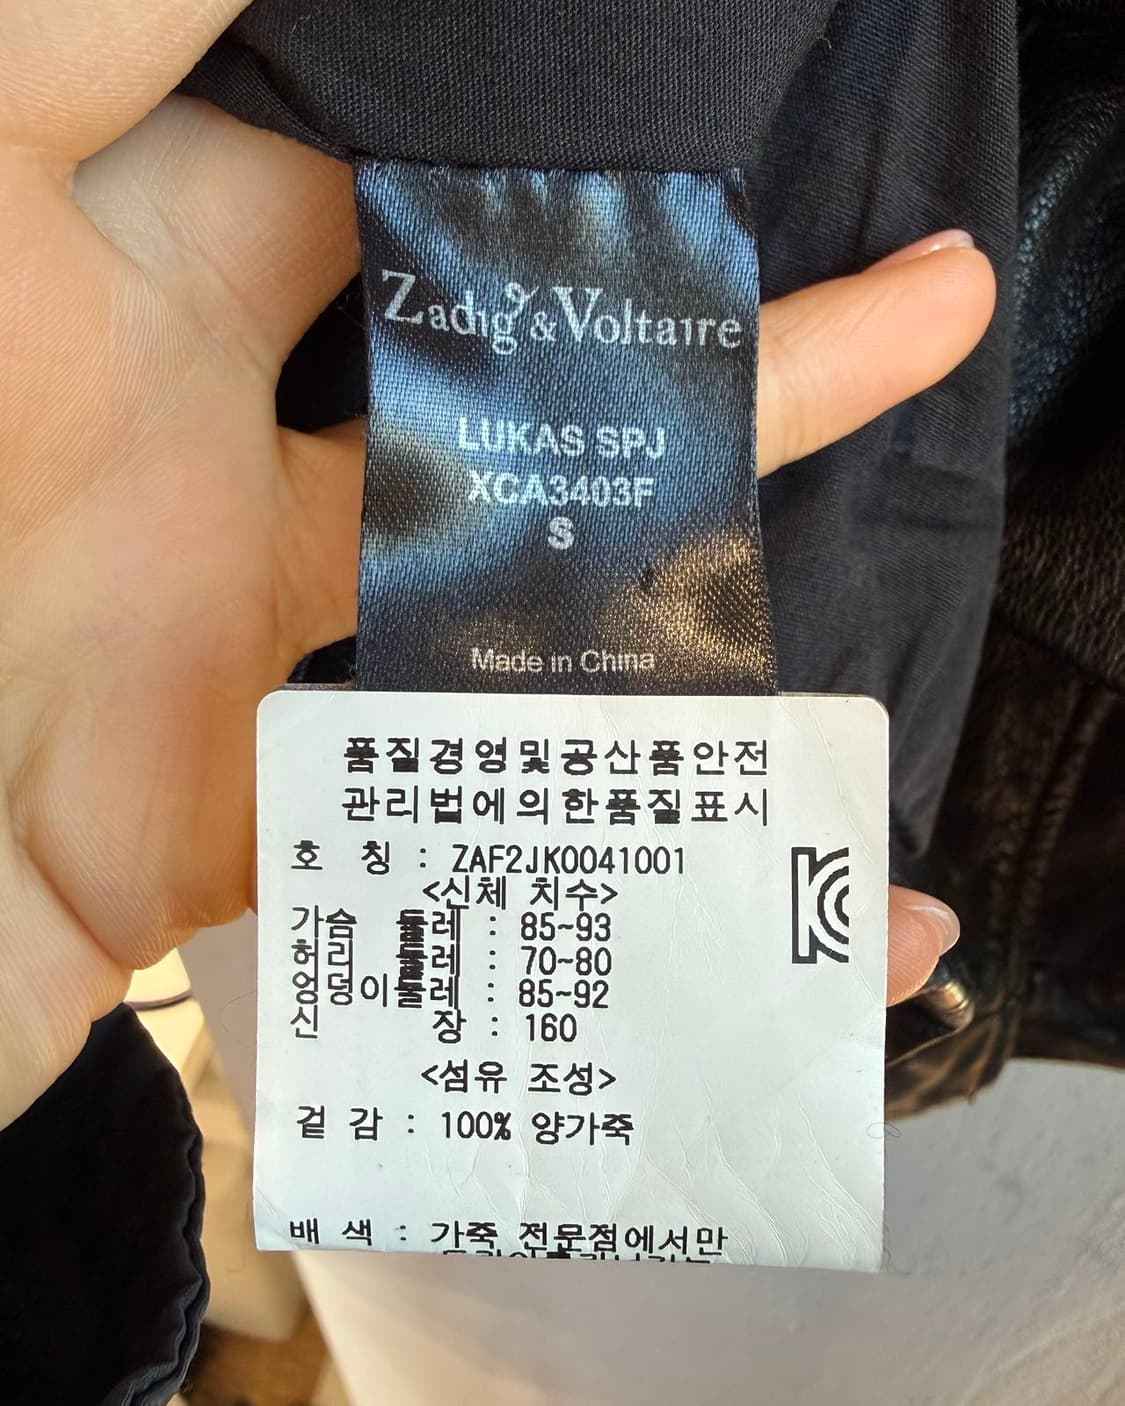 Zadig & Voltaire
LUKAS SPJ
XCA3403F
S
Made in China
품질경영및공산품안전
관리법에의한품질표시
호 칭 : ZAF2JK0041001
<신체 치수>
가슴 둘레 : 85~93
허리 둘레 : 70~80
엉덩이둘레 : 85~92
신 장 : 160
<섬유 조성>
겉 감 : 100% 양가죽
배 색 : 가죽 전문점에서만